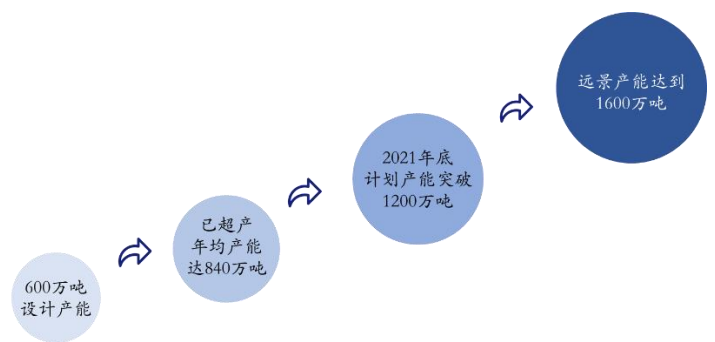 600万吨
设计产能
已超产
年均产能
达840万吨
2021年底
计划产能突破
1200万吨
远景产能达到
1600万吨